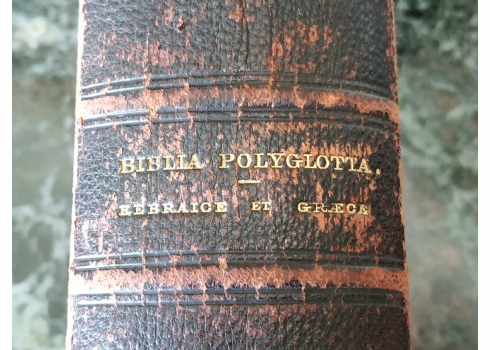 BIBLIA POLYGLOTTA.
HEBRAICE ET GRÆCE